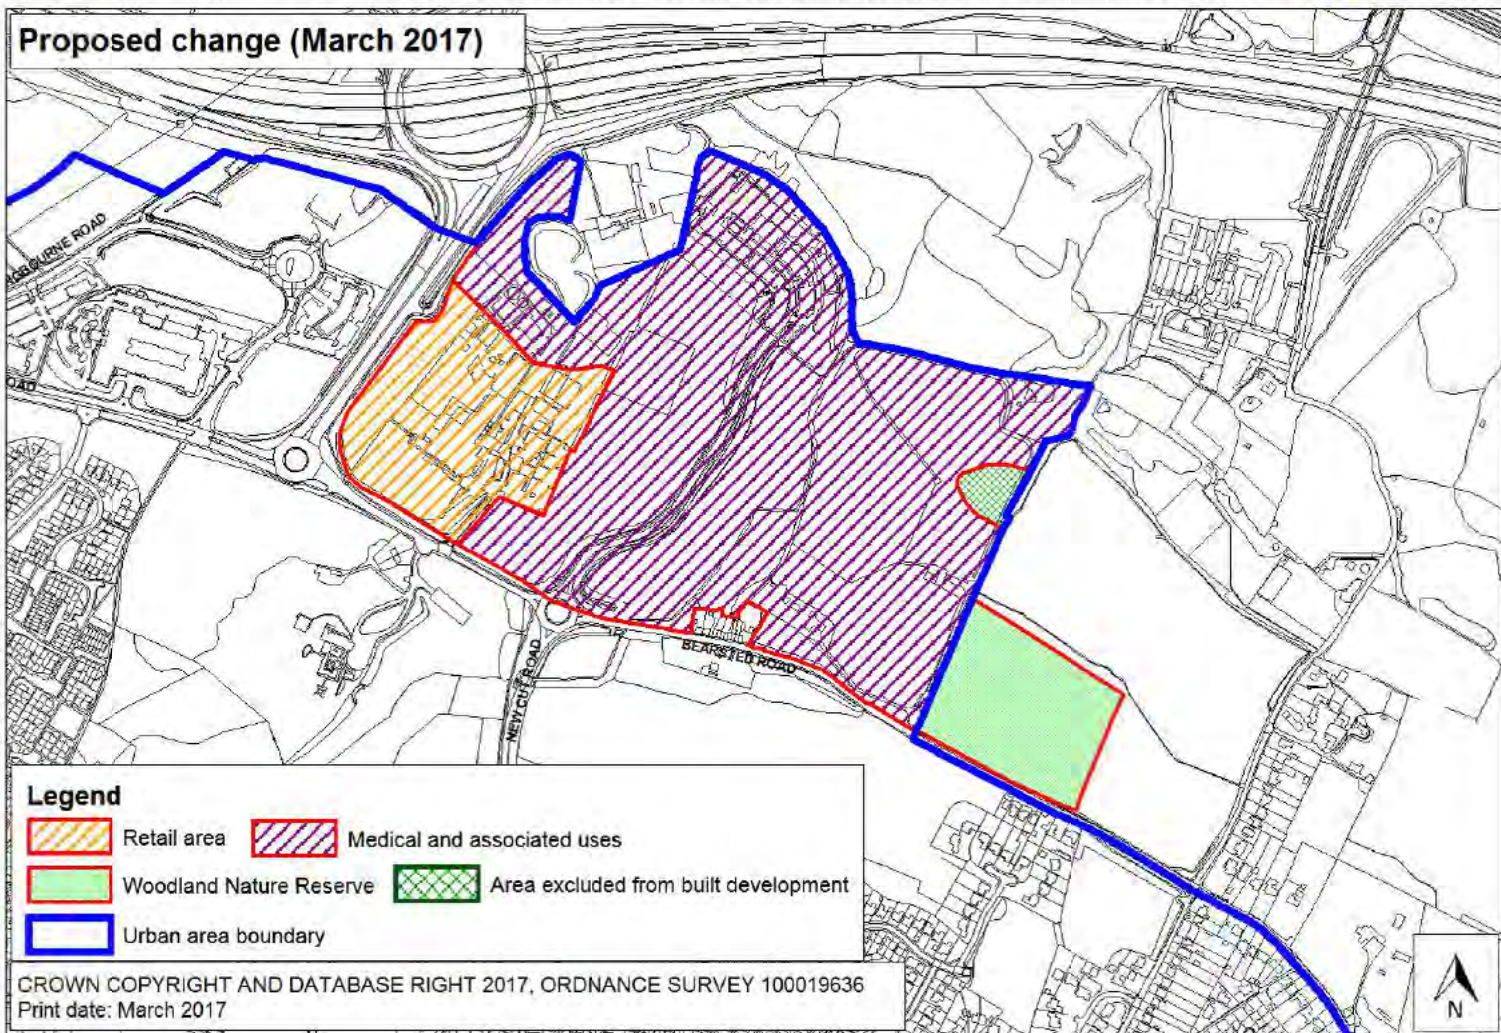 Proposed change (March 2017)
ROAD
NEW CUT ROAD
BEARSTED ROAD
Legend
Retail area
Medical and associated uses
Woodland Nature Reserve
Area excluded from built development
Urban area boundary
CROWN COPYRIGHT AND DATABASE RIGHT 2017, ORDNANCE SURVEY 100019636
Print date: March 2017
N